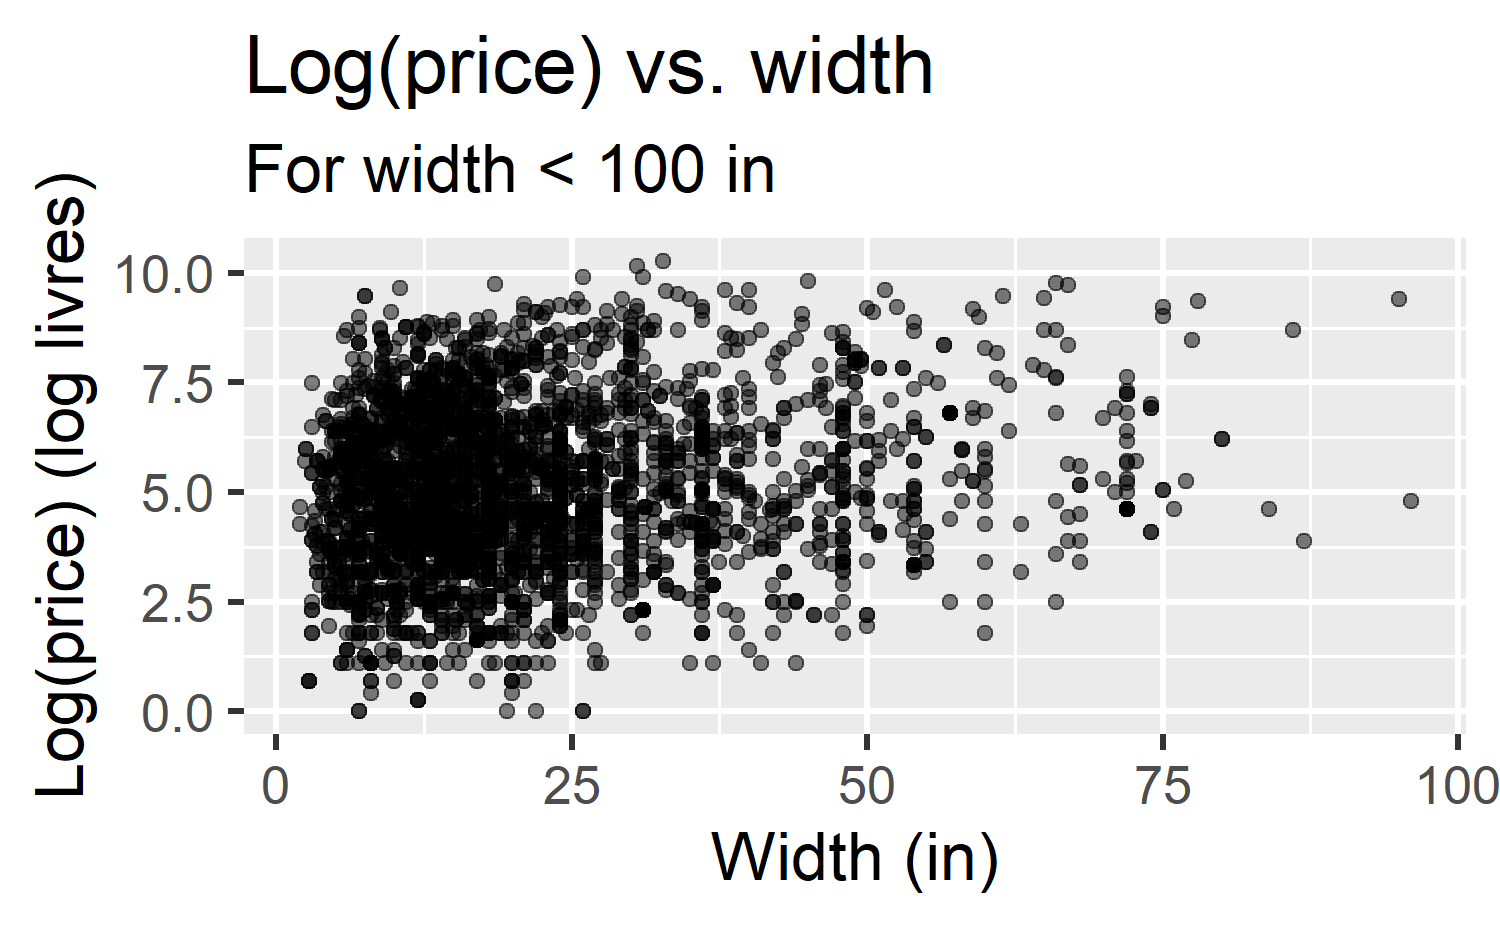 Log(price) vs. width
For width < 100 in
Log(price) (log livres)
10.0
7.5
5.0
2.5
0.0
0 25 50 75 100
Width (in)